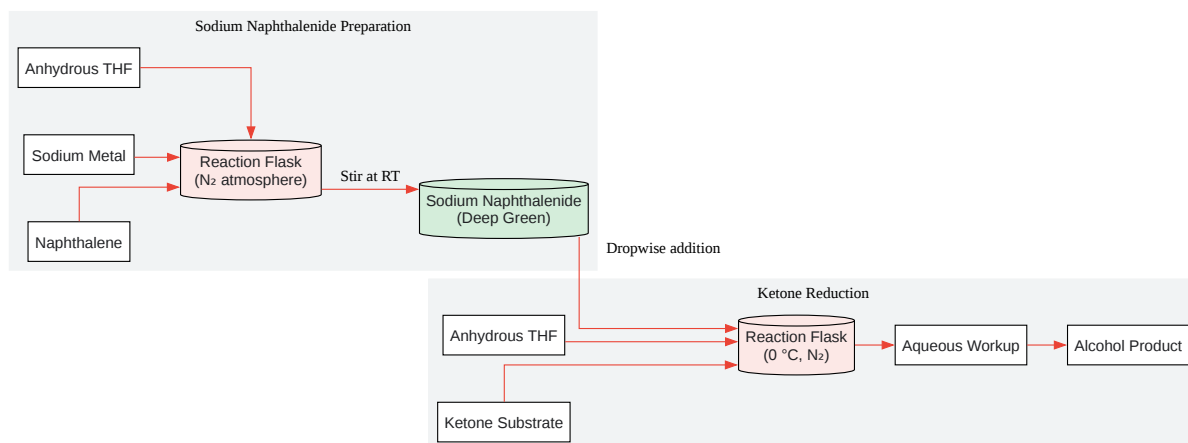 Sodium Naphthalenide Preparation
Anhydrous THF
Sodium Metal
Reaction Flask
(N₂ atmosphere)
Stir at RT
Sodium Naphthalenide
(Deep Green)
Naphthalene
Dropwise addition
Ketone Reduction
Anhydrous THF
Reaction Flask
(0 °C, N₂)
Aqueous Workup
Alcohol Product
Ketone Substrate